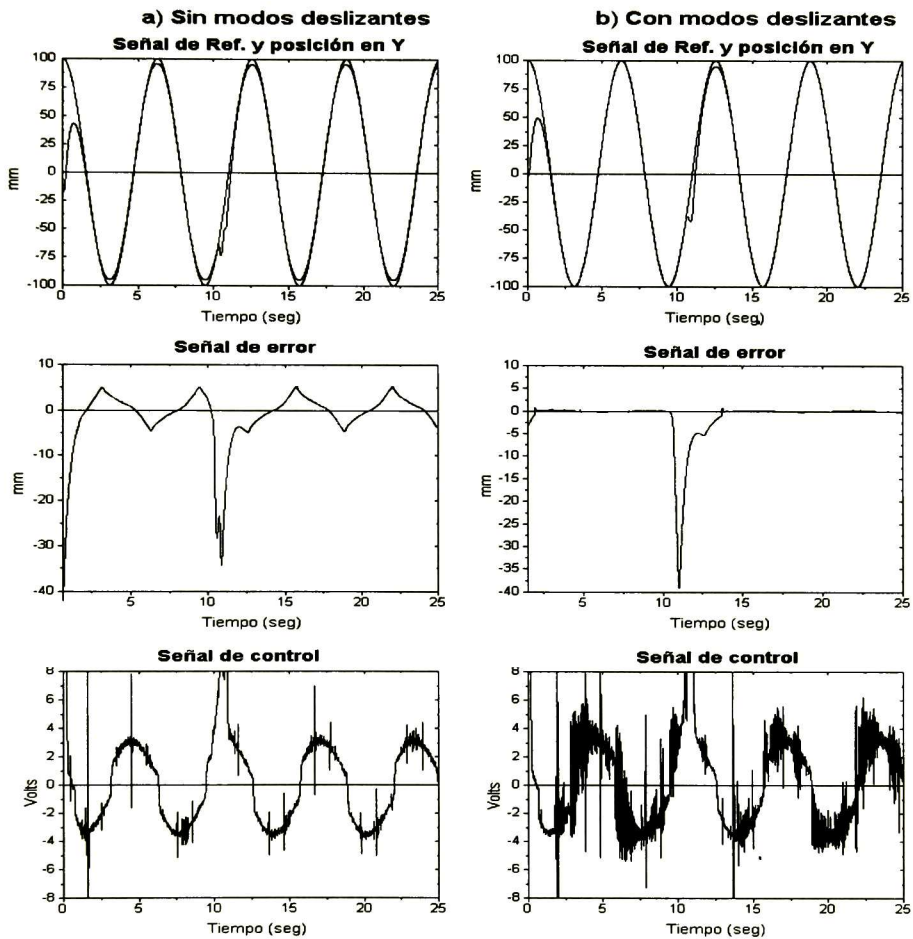 a) Sin modos deslizantes
Señal de Ref. y posición en Y
100
75
50
25
0
-25
-50
-75
-100
mm
0 5 10 15 20 25
Tiempo (seg)
Señal de error
10
0
-10
-20
-30
-40
mm
5 10 15 20 25
Tiempo (seg)
Señal de control
8
6
4
2
0
-2
-4
-6
-8
Volts
0 5 10 15 20 25
Tiempo (seg)
b) Con modos deslizantes
Señal de Ref. y posición en Y
100
75
50
25
0
-25
-50
-75
-100
mm
0 5 10 15 20 25
Tiempo (seg)
Señal de error
10
5
0
-5
-10
-15
-20
-25
-30
-35
-40
mm
5 10 15 20 25
Tiempo (seg)
Señal de control
8
6
4
2
0
-2
-4
-6
-8
Volts
0 5 10 15 20 25
Tiempo (seg)